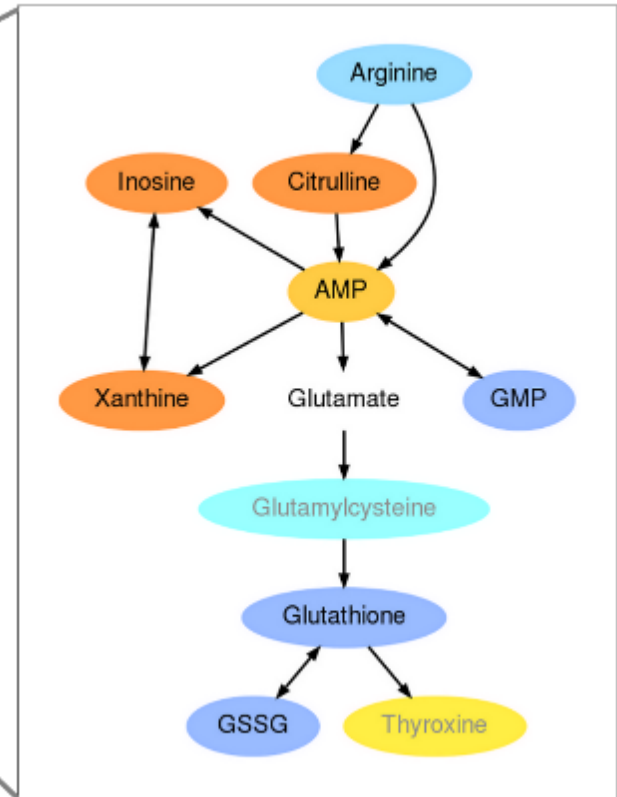 Arginine
Inosine
Citrulline
AMP
Xanthine
Glutamate
GMP
Glutamylcysteine
Glutathione
GSSG
Thyroxine